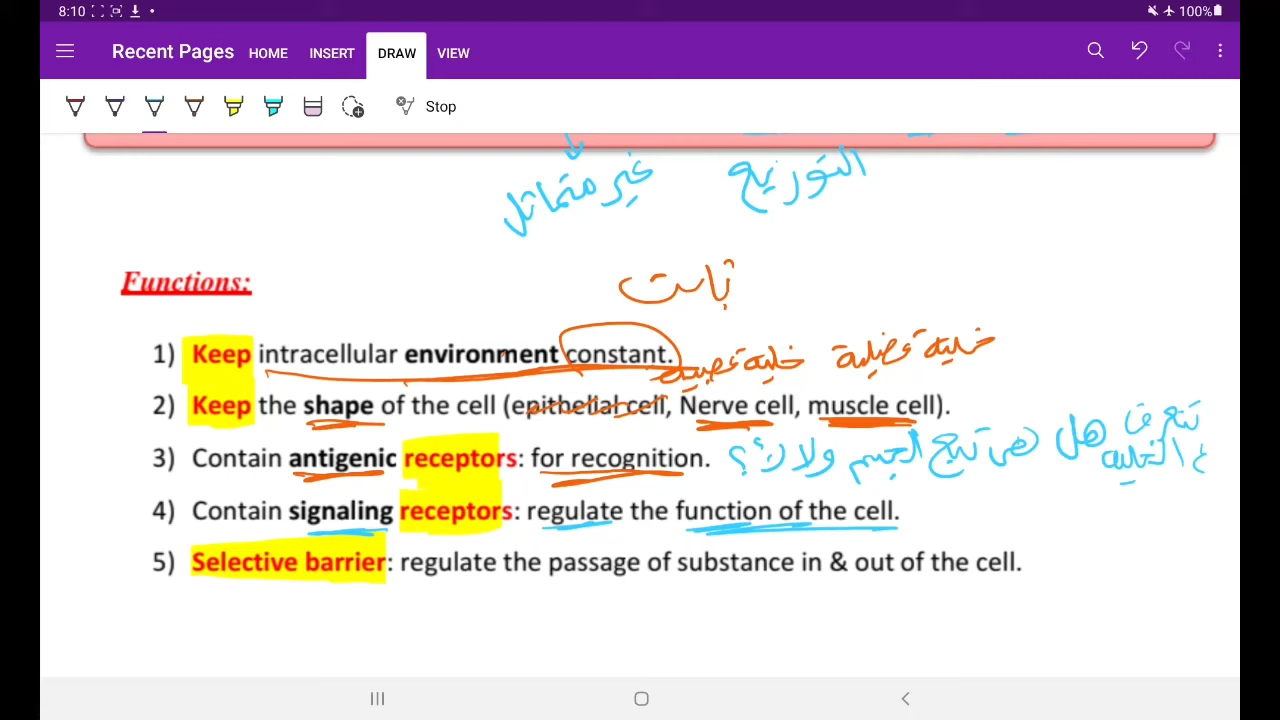 8:10 100%
Recent Pages HOME INSERT DRAW VIEW
Stop
التوزيع غير متماثل
Functions:
ثابت
1) Keep intracellular environment constant.
خلية عضلية خلية عصبية
2) Keep the shape of the cell (epithelial cell, Nerve cell, muscle cell).
3) Contain antigenic receptors: for recognition.
تتعرف ع الخلية هل هي تبع الجسم ولا لأ؟
4) Contain signaling receptors: regulate the function of the cell.
5) Selective barrier: regulate the passage of substance in & out of the cell.